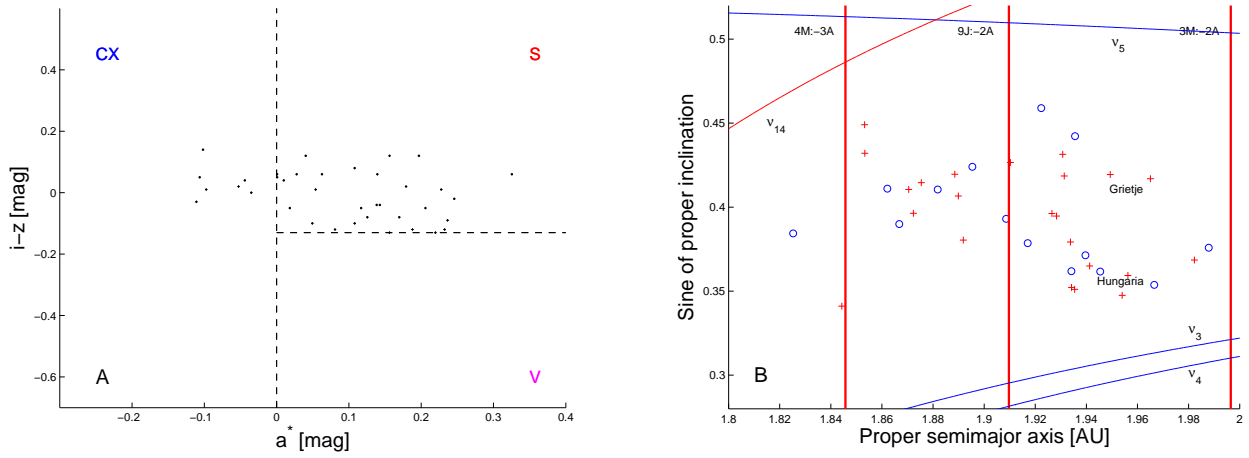 CX
S
A
V
0.4
0.2
0
−0.2
−0.4
−0.6
−0.2
−0.1
0
0.1
0.2
0.3
0.4
i−z [mag]
a* [mag]
4M:−3A
9J:−2A
3M:−2A
ν5
ν14
Grietje
Hungaria
ν3
ν4
B
0.5
0.45
0.4
0.35
0.3
1.8
1.82
1.84
1.86
1.88
1.9
1.92
1.94
1.96
1.98
2
Sine of proper inclination
Proper semimajor axis [AU]